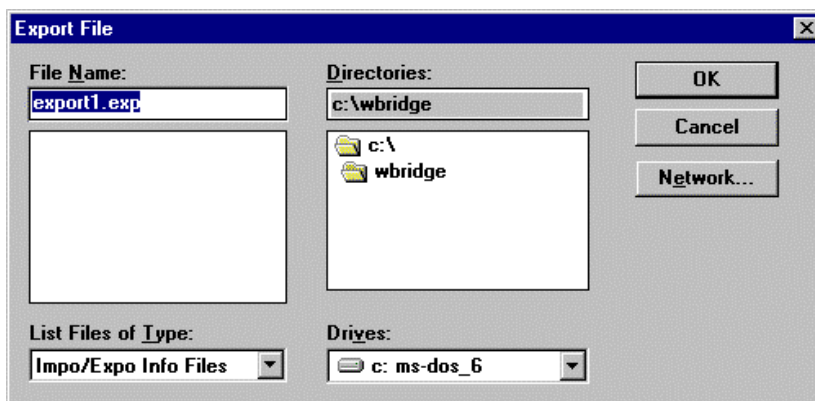 Export File
File Name:
export1.exp
Directories:
c:\wbridge
c:\
wbridge
OK
Cancel
Network...
List Files of Type:
Impo/Expo Info Files
Drives:
c: ms-dos_6